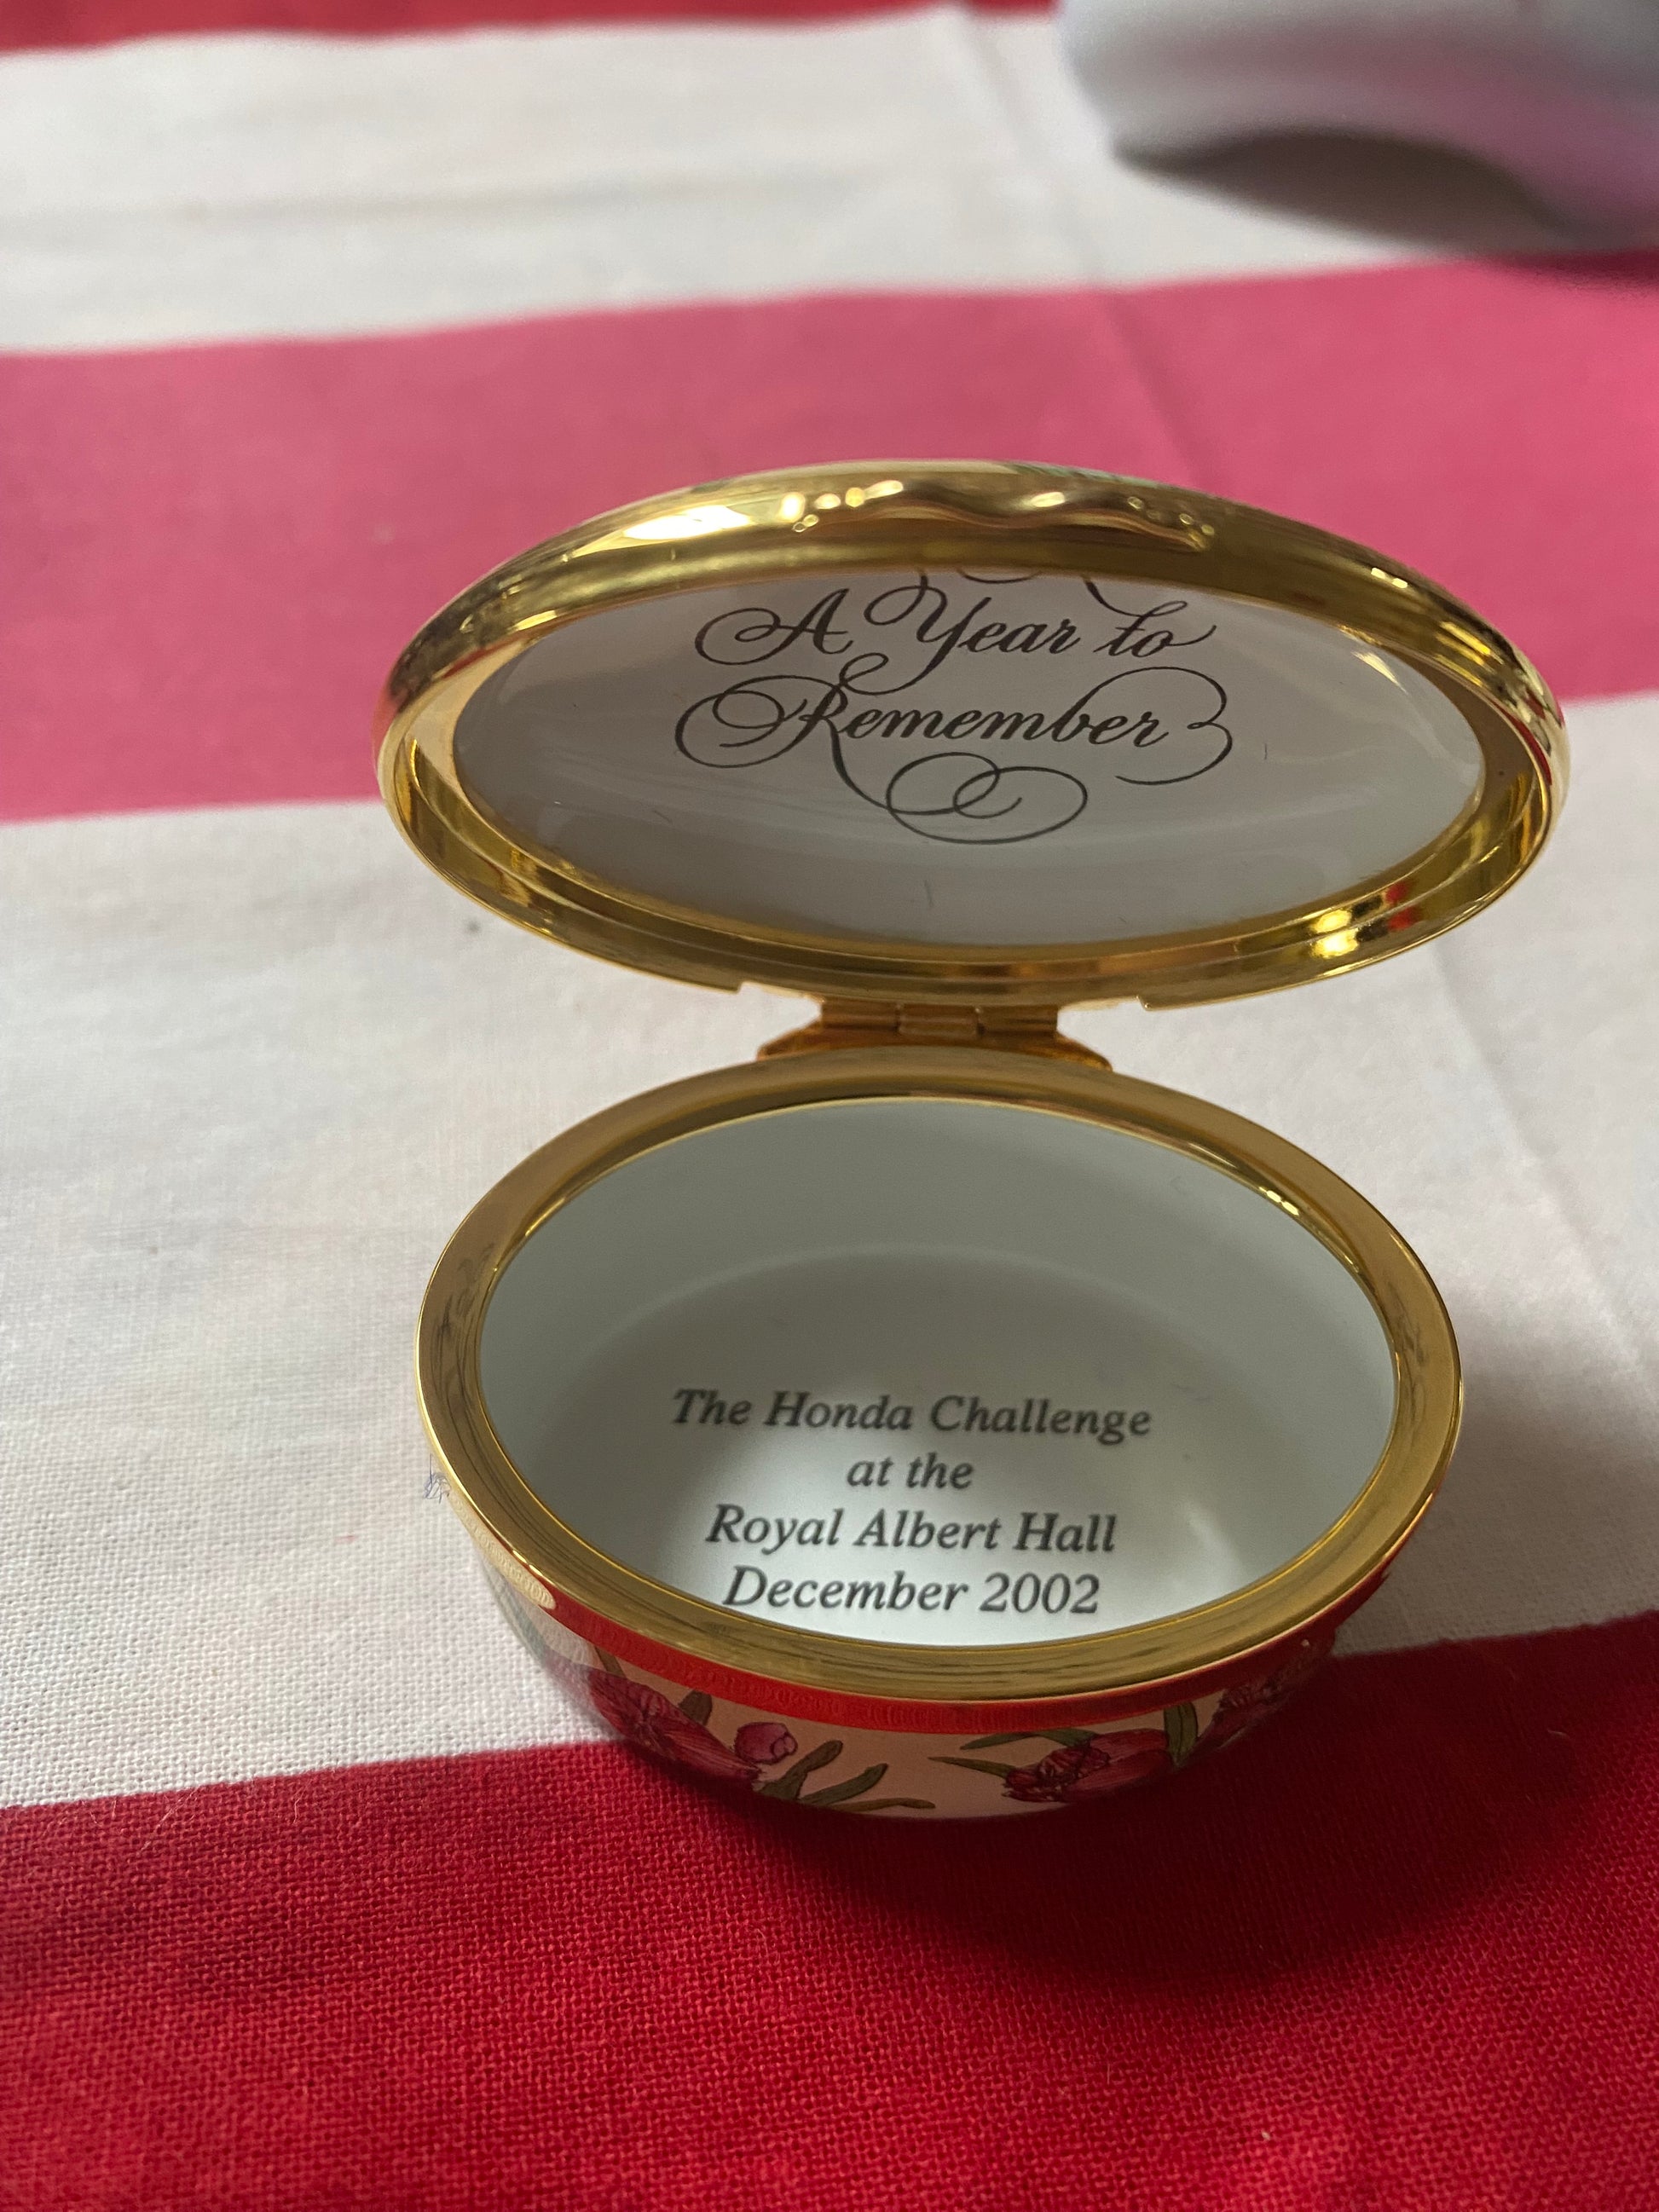 A Year to
Remember
The Honda Challenge
at the
Royal Albert Hall
December 2002